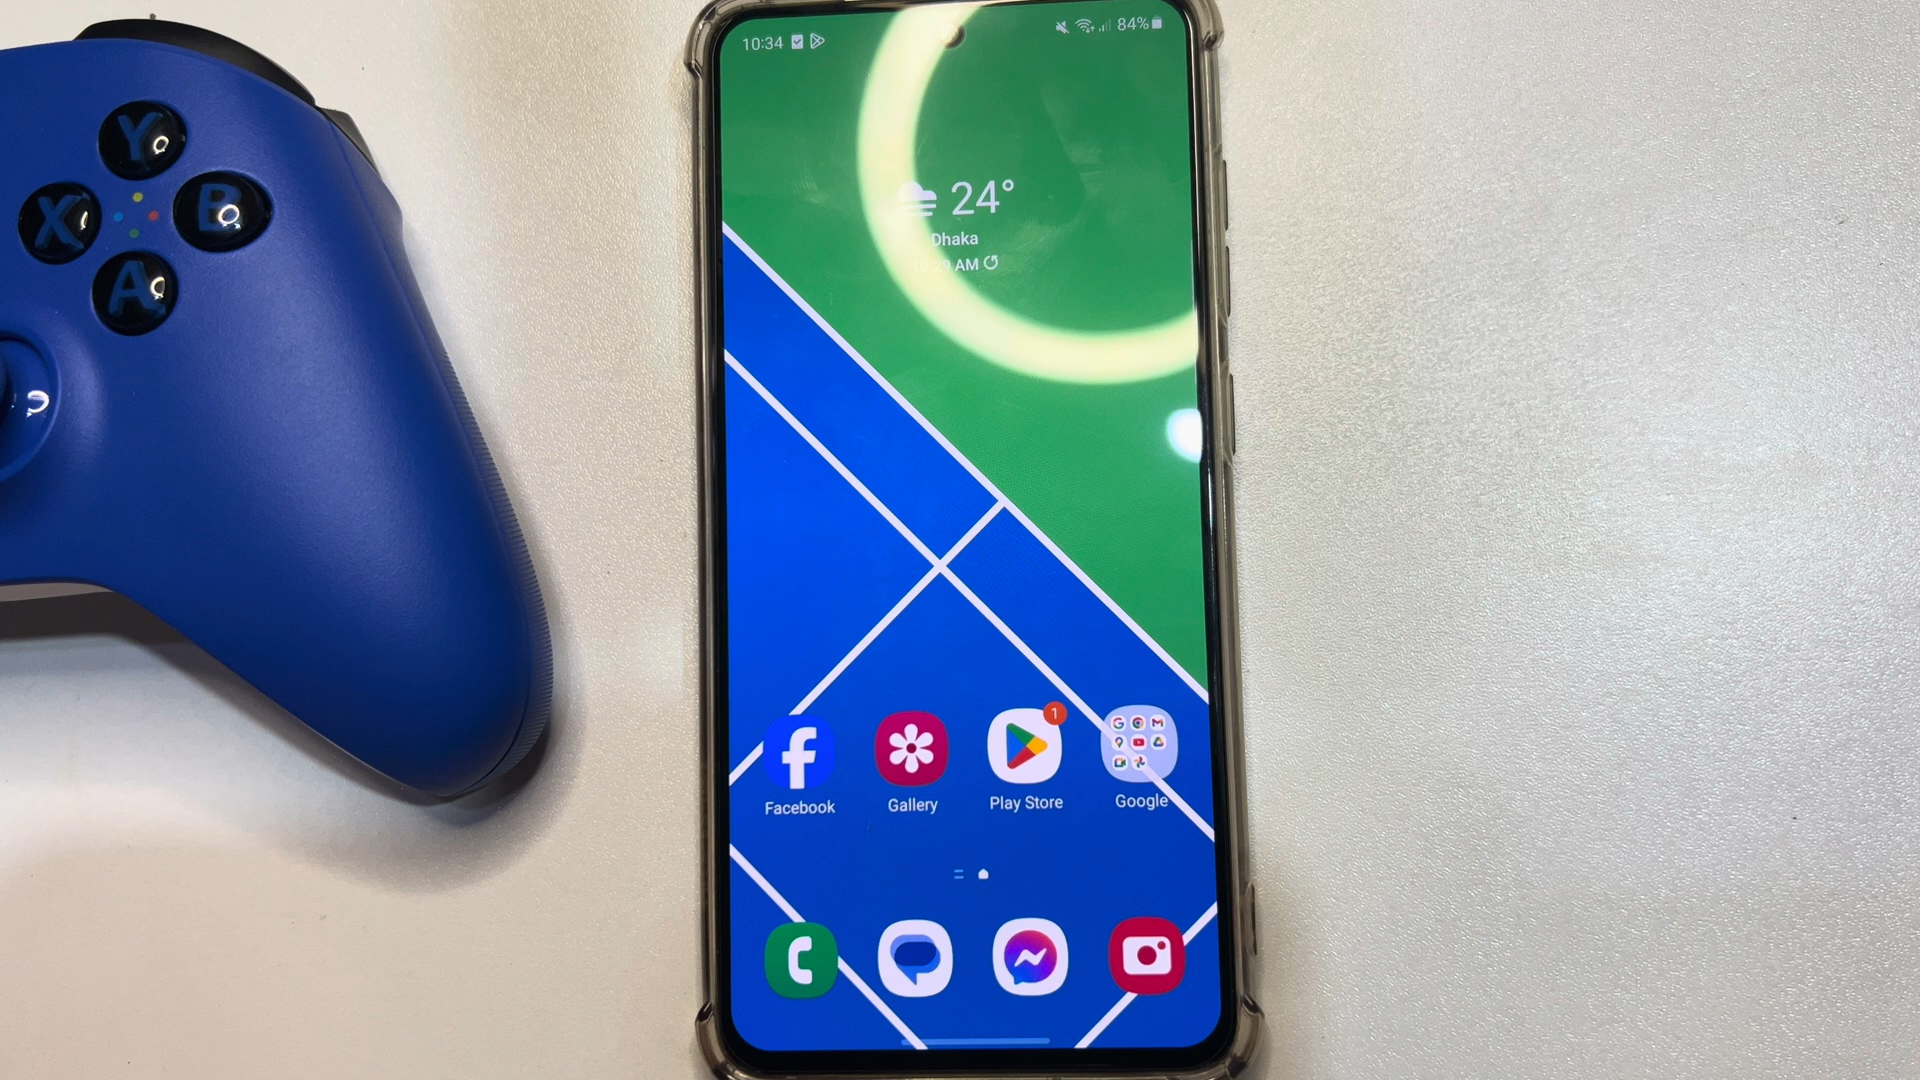 Y
X
B
A
10:34
84%
24°
Dhaka
AM
1
Facebook
Gallery
Play Store
Google